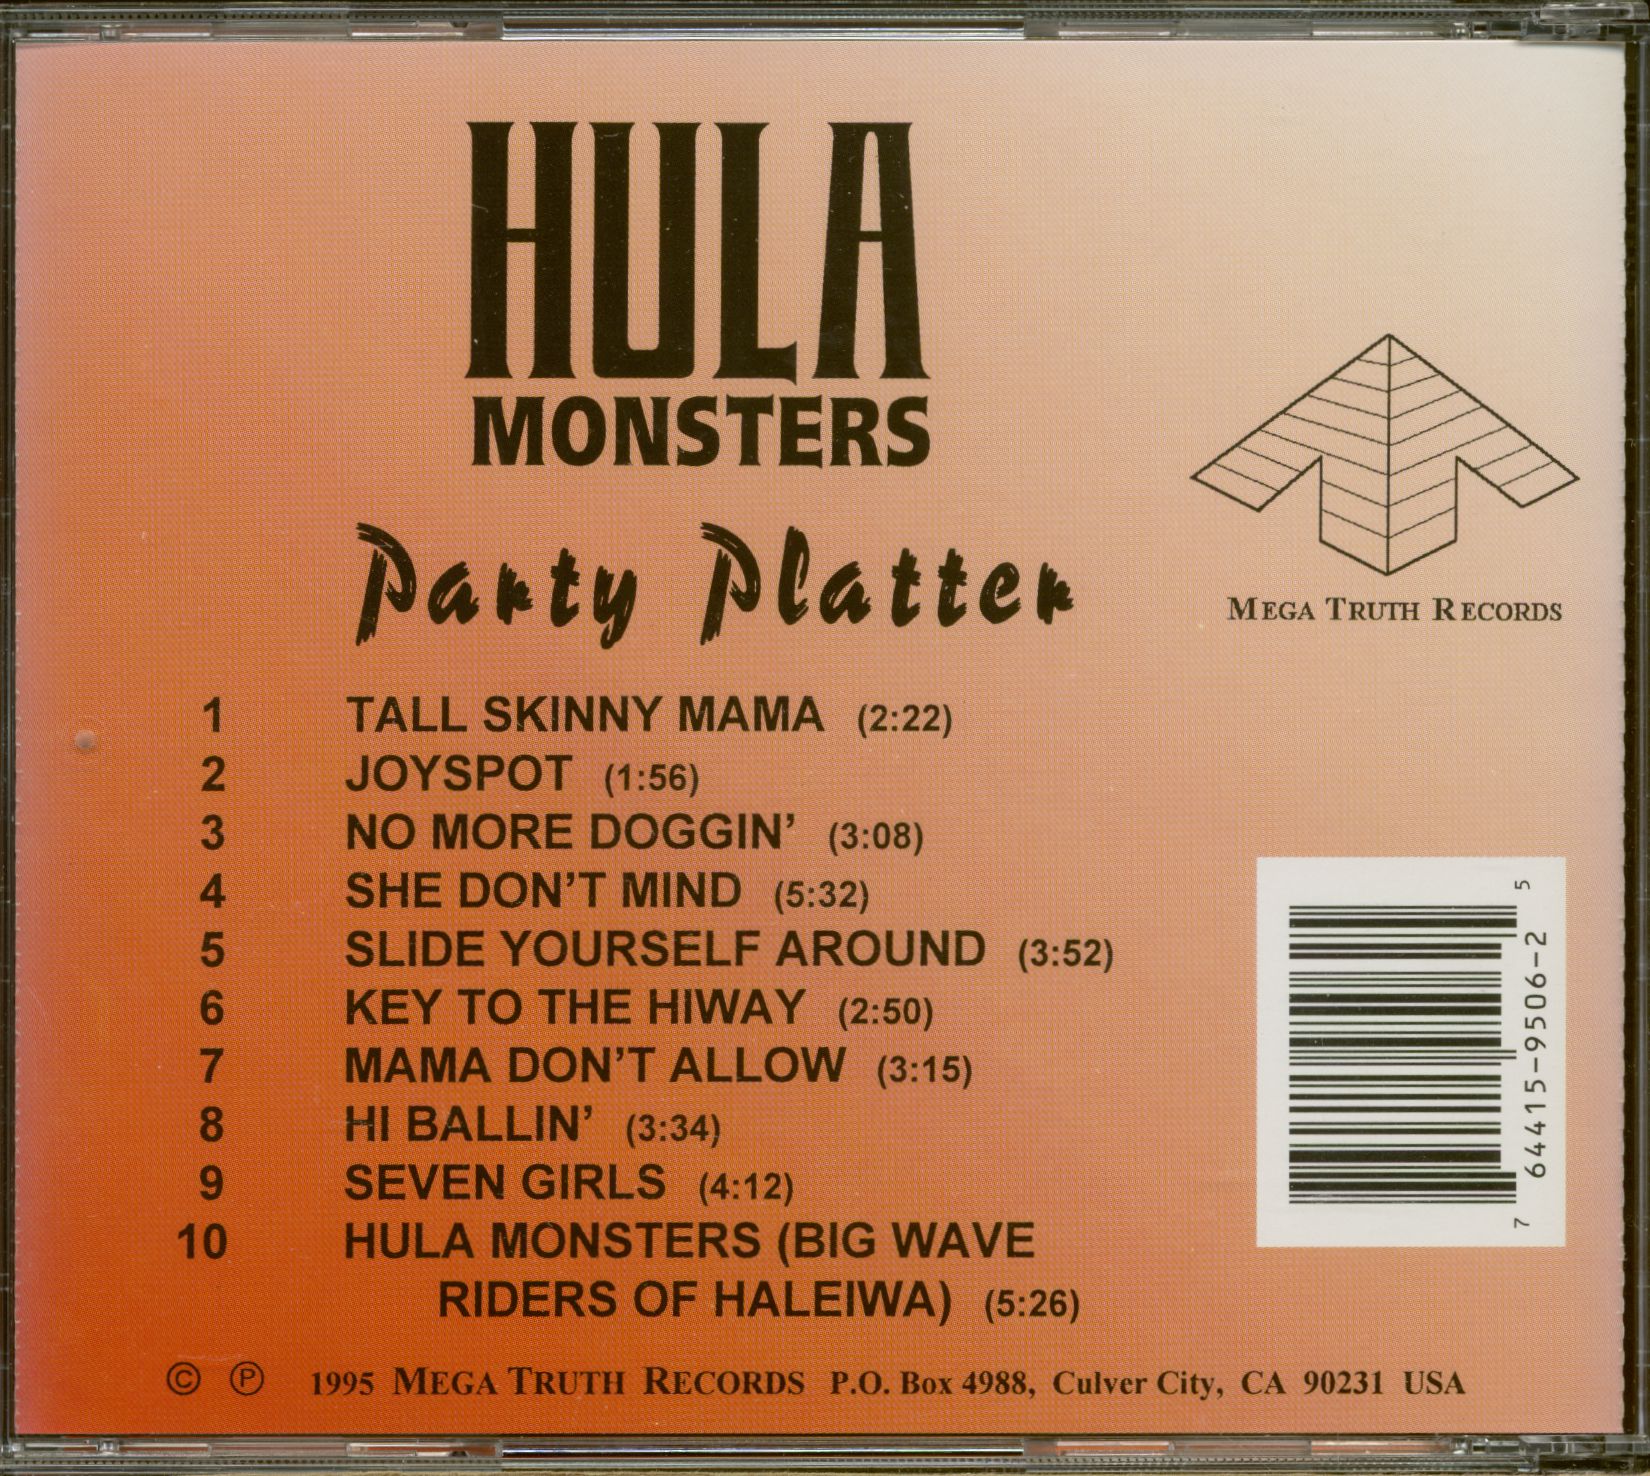 HULA
MONSTERS
Party Platter
MEGA TRUTH RECORDS
1 TALL SKINNY MAMA (2:22)
2 JOYSPOT (1:56)
3 NO MORE DOGGIN' (3:08)
4 SHE DON'T MIND (5:32)
5 SLIDE YOURSELF AROUND (3:52)
6 KEY TO THE HIWAY (2:50)
7 MAMA DON'T ALLOW (3:15)
8 HI BALLIN' (3:34)
9 SEVEN GIRLS (4:12)
10 HULA MONSTERS (BIG WAVE
RIDERS OF HALEIWA) (5:26)
7 64415-9506-2 5
© ℗ 1995 MEGA TRUTH RECORDS P.O. Box 4988, Culver City, CA 90231 USA